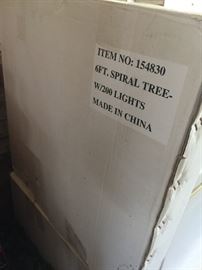 ITEM NO: 154830
6FT. SPIRAL TREE-
W/200 LIGHTS
MADE IN CHINA